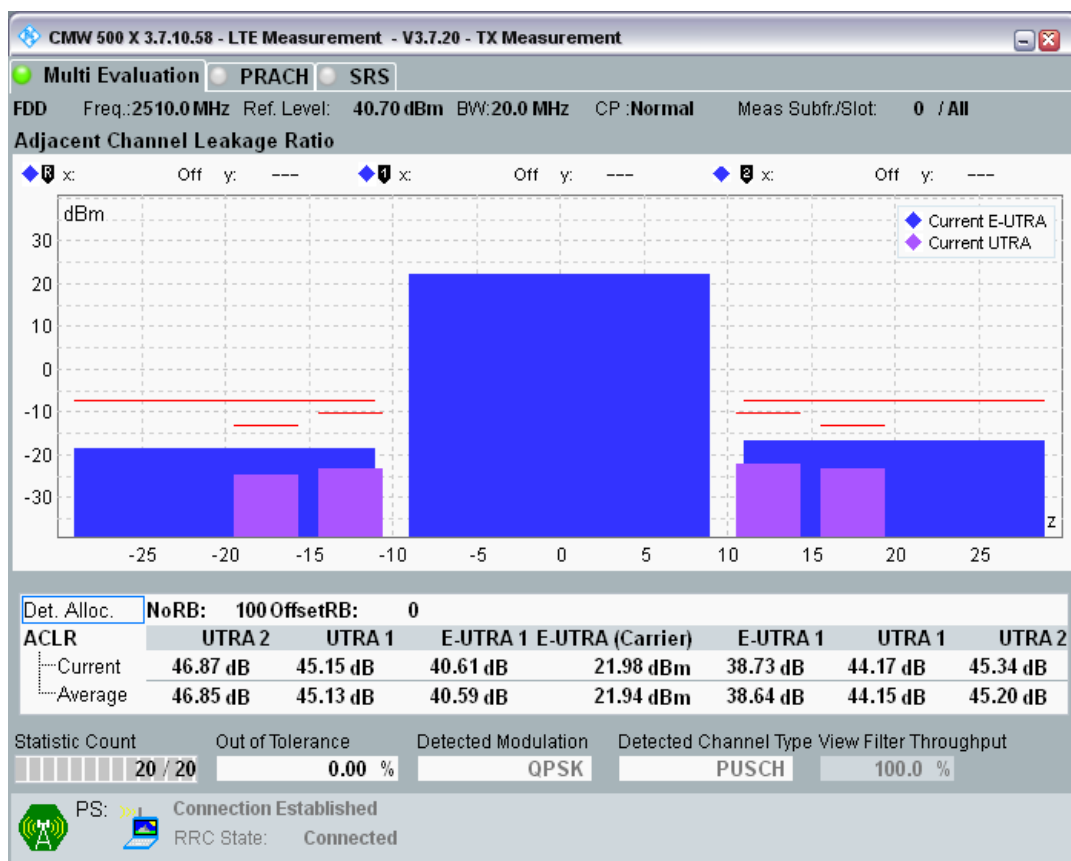 CMW 500 X 3.7.10.58 - LTE Measurement - V3.7.20 - TX Measurement
Multi Evaluation PRACH SRS
FDD Freq.:2510.0 MHz Ref. Level: 40.70 dBm BW:20.0 MHz CP :Normal Meas Subfr./Slot: 0 / All
Adjacent Channel Leakage Ratio
R x: Off y: --- 1 x: Off y: --- 2 x: Off y: ---
dBm
Current E-UTRA
Current UTRA
30
20
10
0
-10
-20
-30
z
-25 -20 -15 -10 -5 0 5 10 15 20 25
Det. Alloc. NoRB: 100 OffsetRB: 0
ACLR UTRA 2 UTRA 1 E-UTRA 1 E-UTRA (Carrier) E-UTRA 1 UTRA 1 UTRA 2
Current 46.87 dB 45.15 dB 40.61 dB 21.98 dBm 38.73 dB 44.17 dB 45.34 dB
Average 46.85 dB 45.13 dB 40.59 dB 21.94 dBm 38.64 dB 44.15 dB 45.20 dB
Statistic Count Out of Tolerance Detected Modulation Detected Channel Type View Filter Throughput
20 / 20 0.00 % QPSK PUSCH 100.0 %
PS: Connection Established
RRC State: Connected